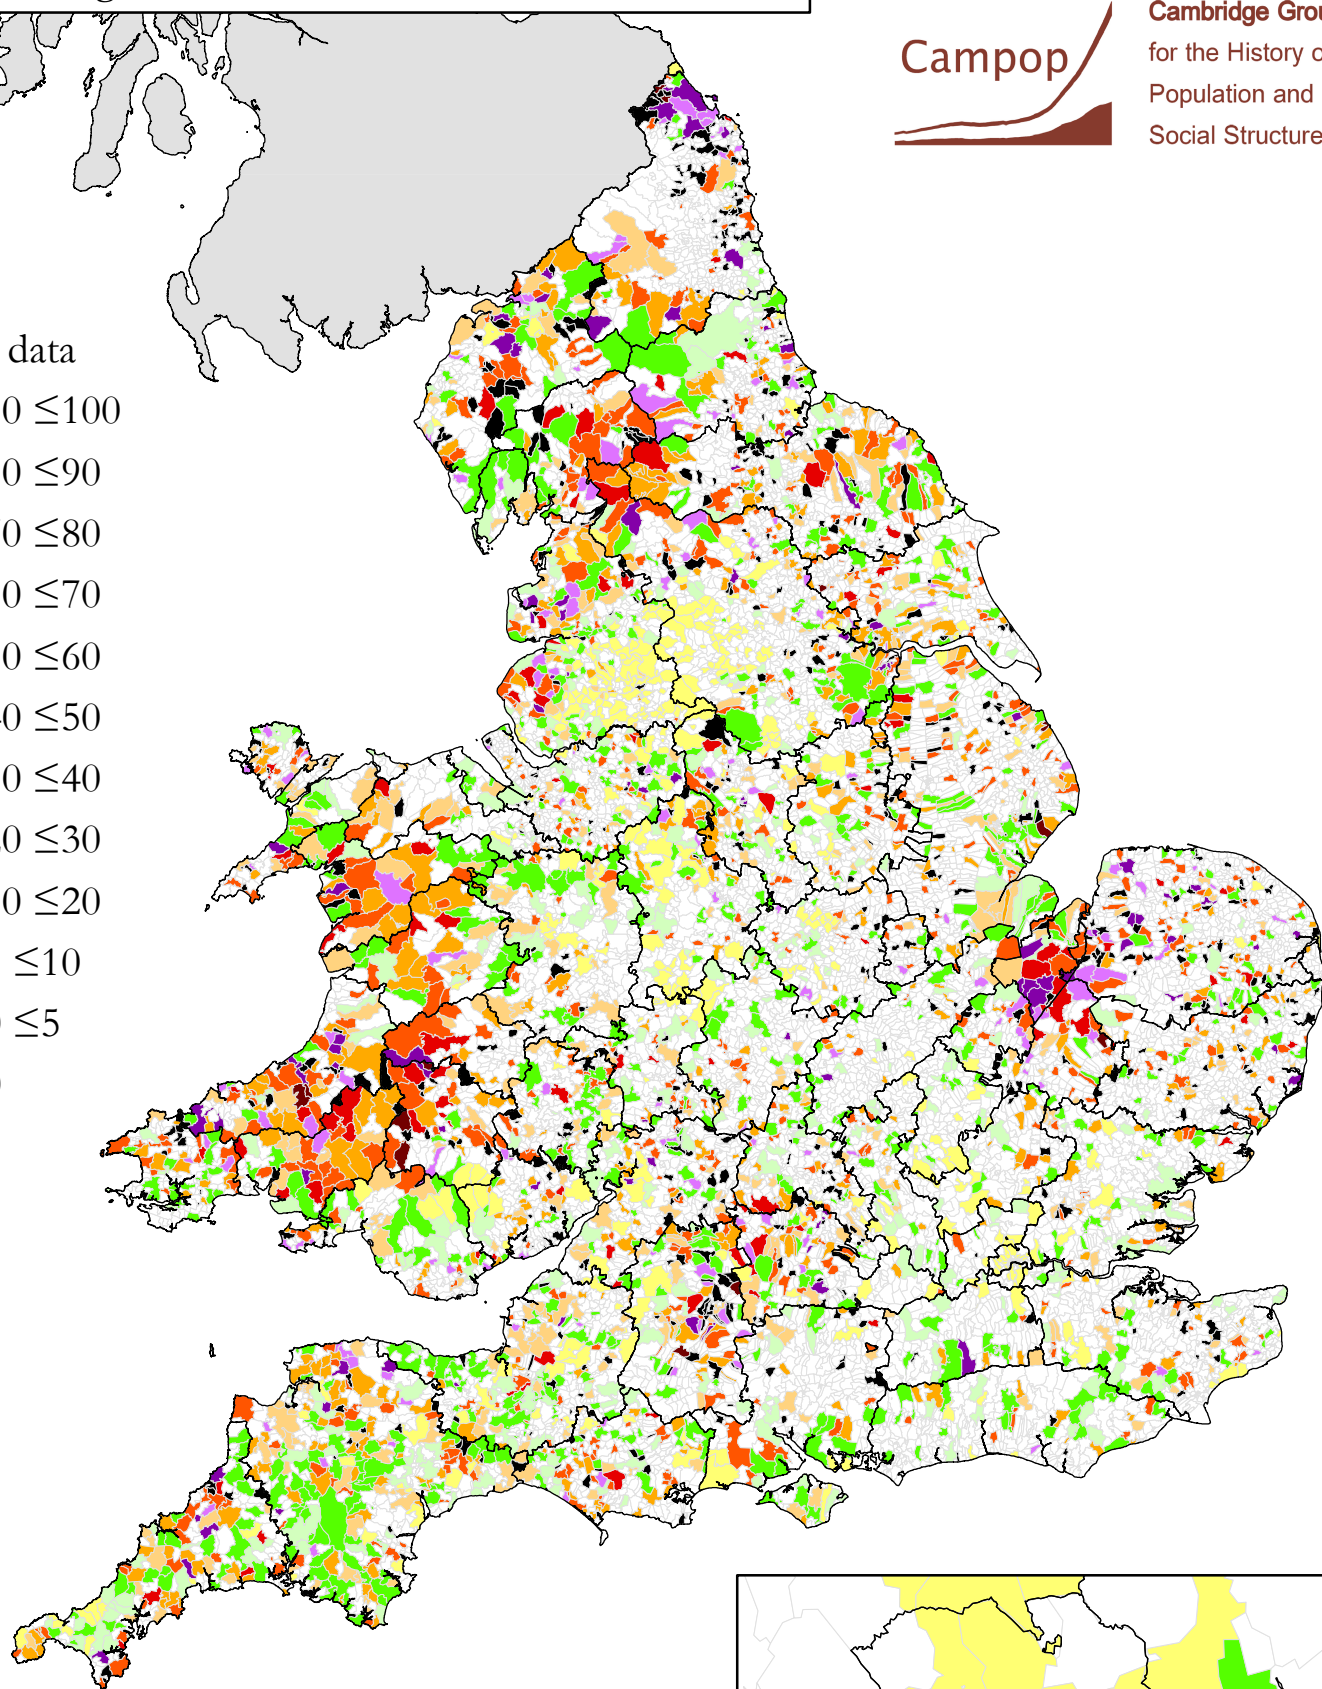 Campop
Cambridge Grou
for the History o
Population and
Social Structure
data
0 ≤100
0 ≤90
0 ≤80
0 ≤70
0 ≤60
0 ≤50
0 ≤40
0 ≤30
0 ≤20
≤10
≤5